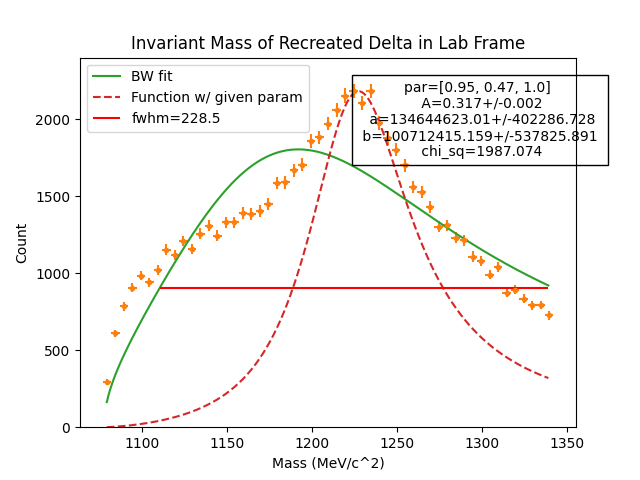 Invariant Mass of Recreated Delta in Lab Frame
BW fit
Function w/ given param
fwhm=228.5
par=[0.95, 0.47, 1.0]
A=0.317+/-0.002
a=134644623.01+/-402286.728
b=100712415.159+/-537825.891
chi_sq=1987.074
Count
2000
1500
1000
500
0
1100 1150 1200 1250 1300 1350
Mass (MeV/c^2)